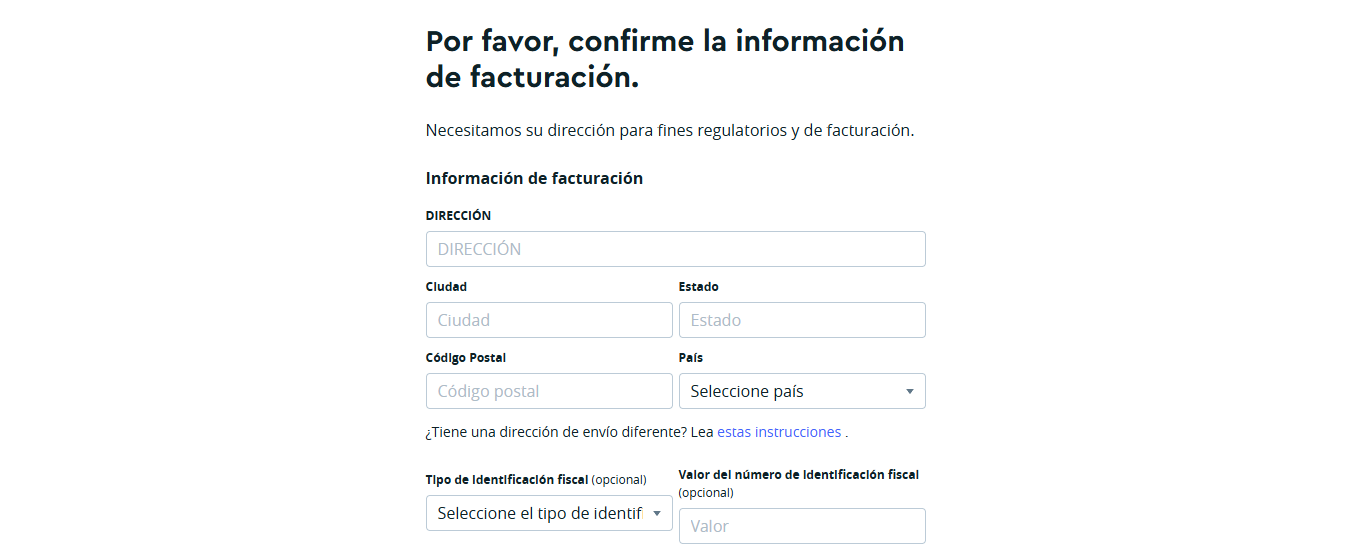 Por favor, confirme la información
de facturación.
Necesitamos su dirección para fines regulatorios y de facturación.
Información de facturación
DIRECCIÓN
DIRECCIÓN
Ciudad
Estado
Ciudad
Estado
Código Postal
País
Código postal
Seleccione país
¿Tiene una dirección de envío diferente? Lea estas instrucciones .
Tipo de identificación fiscal (opcional)
Valor del número de identificación fiscal
(opcional)
Seleccione el tipo de identifi
Valor